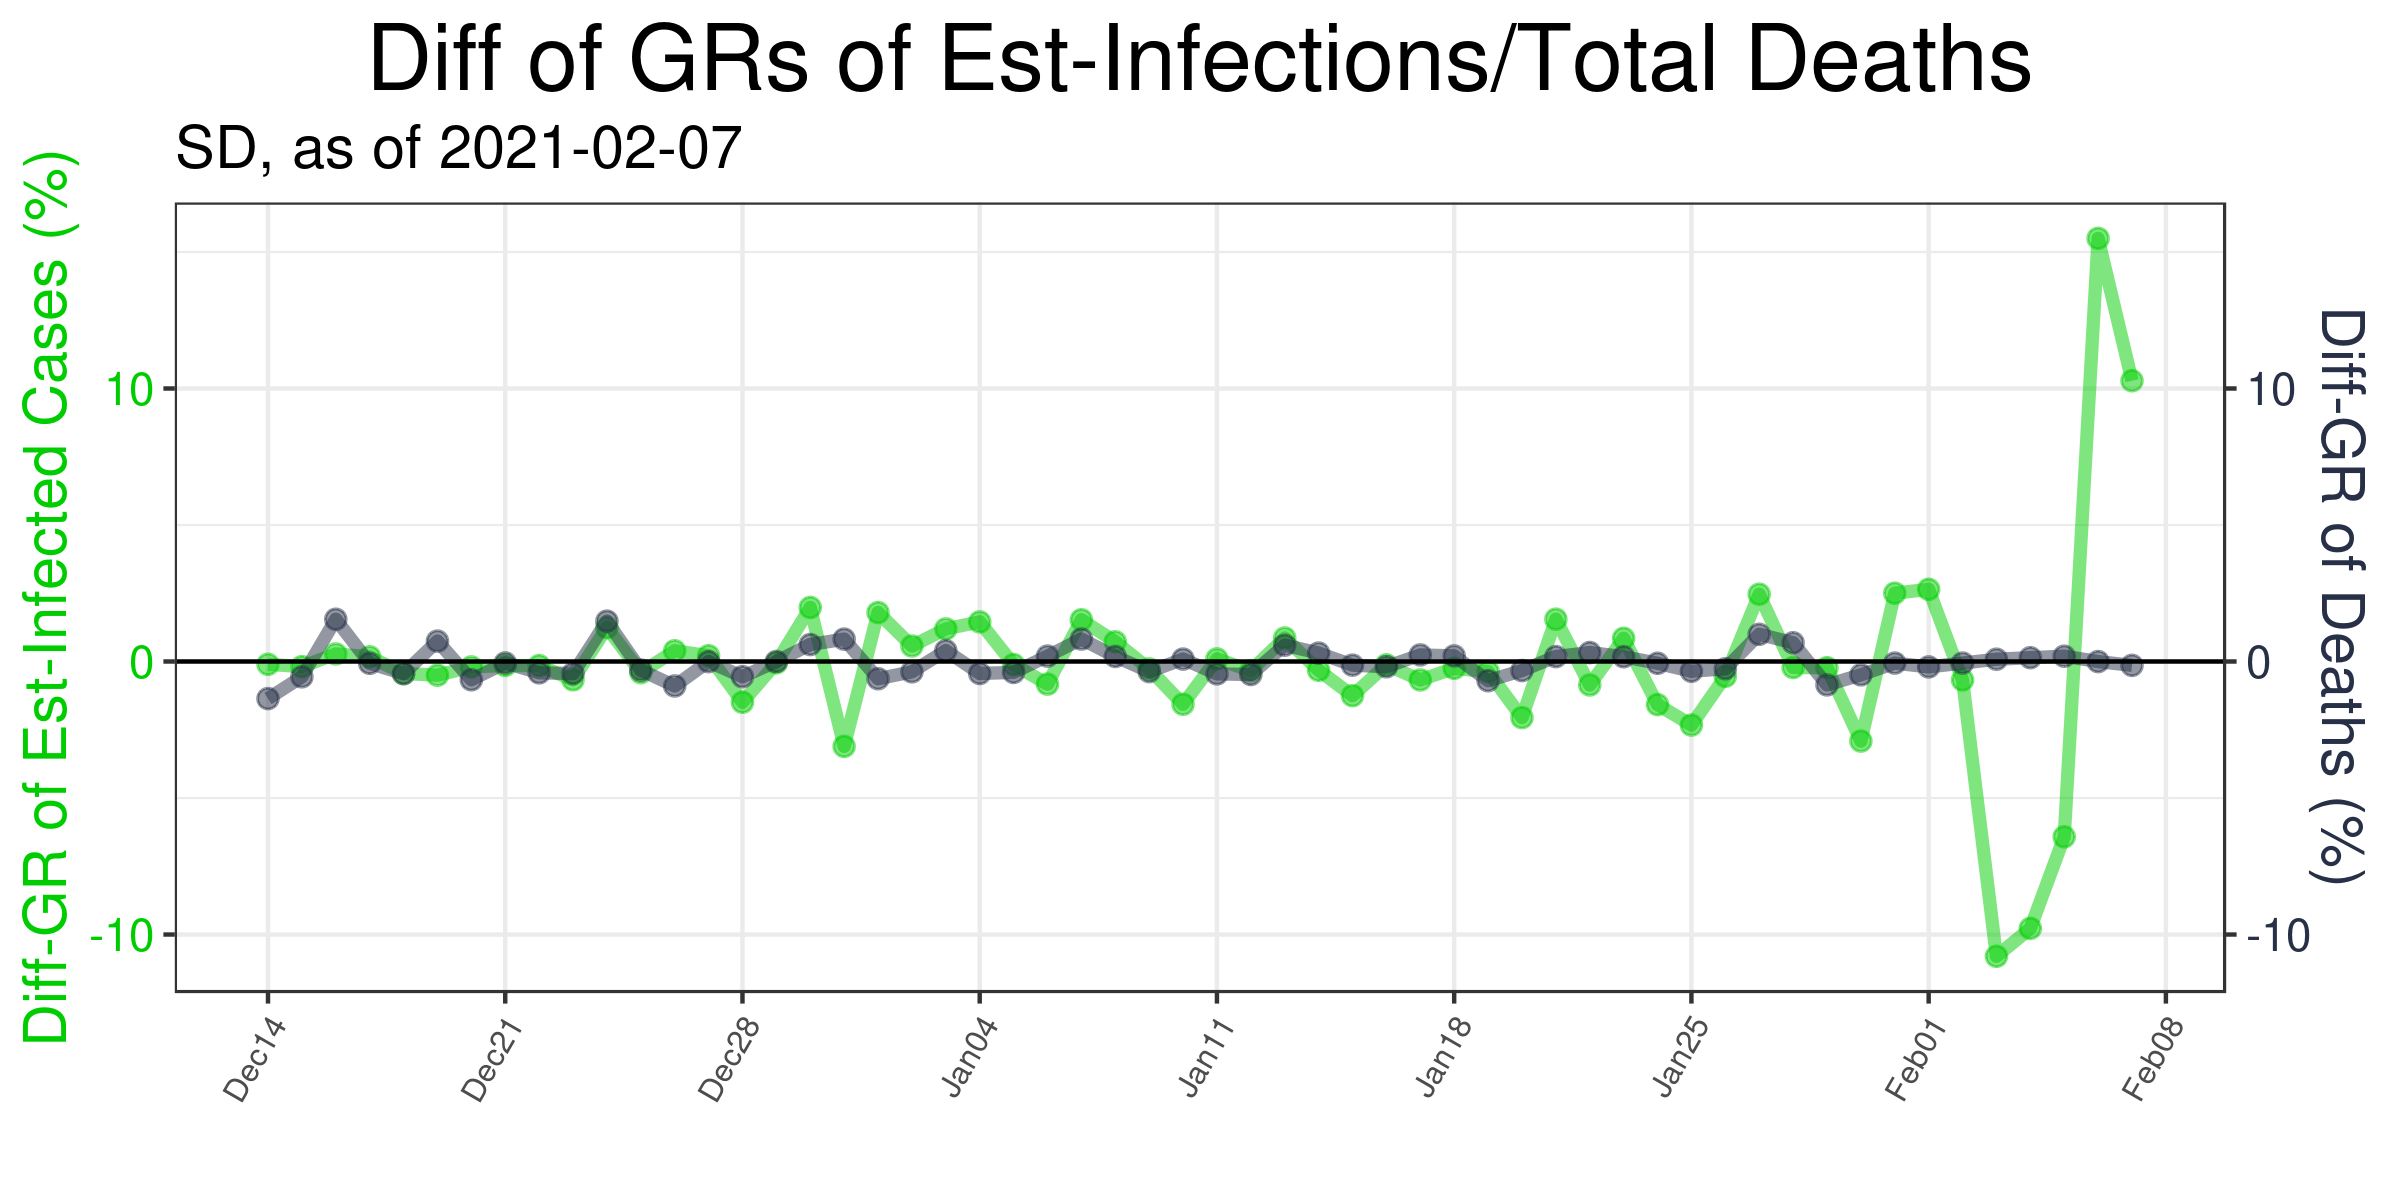 Diff of GRs of Est-Infections/Total Deaths
SD, as of 2021-02-07
Diff-GR of Est-Infected Cases (%)
10
0
-10
10
0
-10
Diff-GR of Deaths (%)
Dec14
Dec21
Dec28
Jan04
Jan11
Jan18
Jan25
Feb01
Feb08